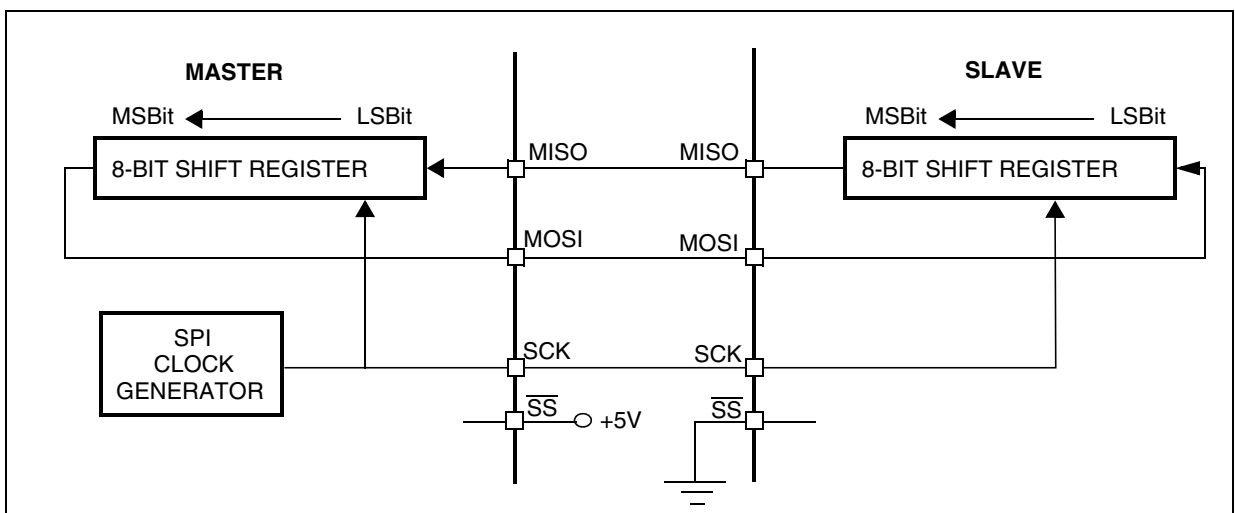 MASTER
SLAVE
MSBit LSBit
MSBit LSBit
8-BIT SHIFT REGISTER
MISO
MISO
8-BIT SHIFT REGISTER
MOSI
MOSI
SPI
CLOCK
GENERATOR
SCK
SCK
SS
+5V
SS